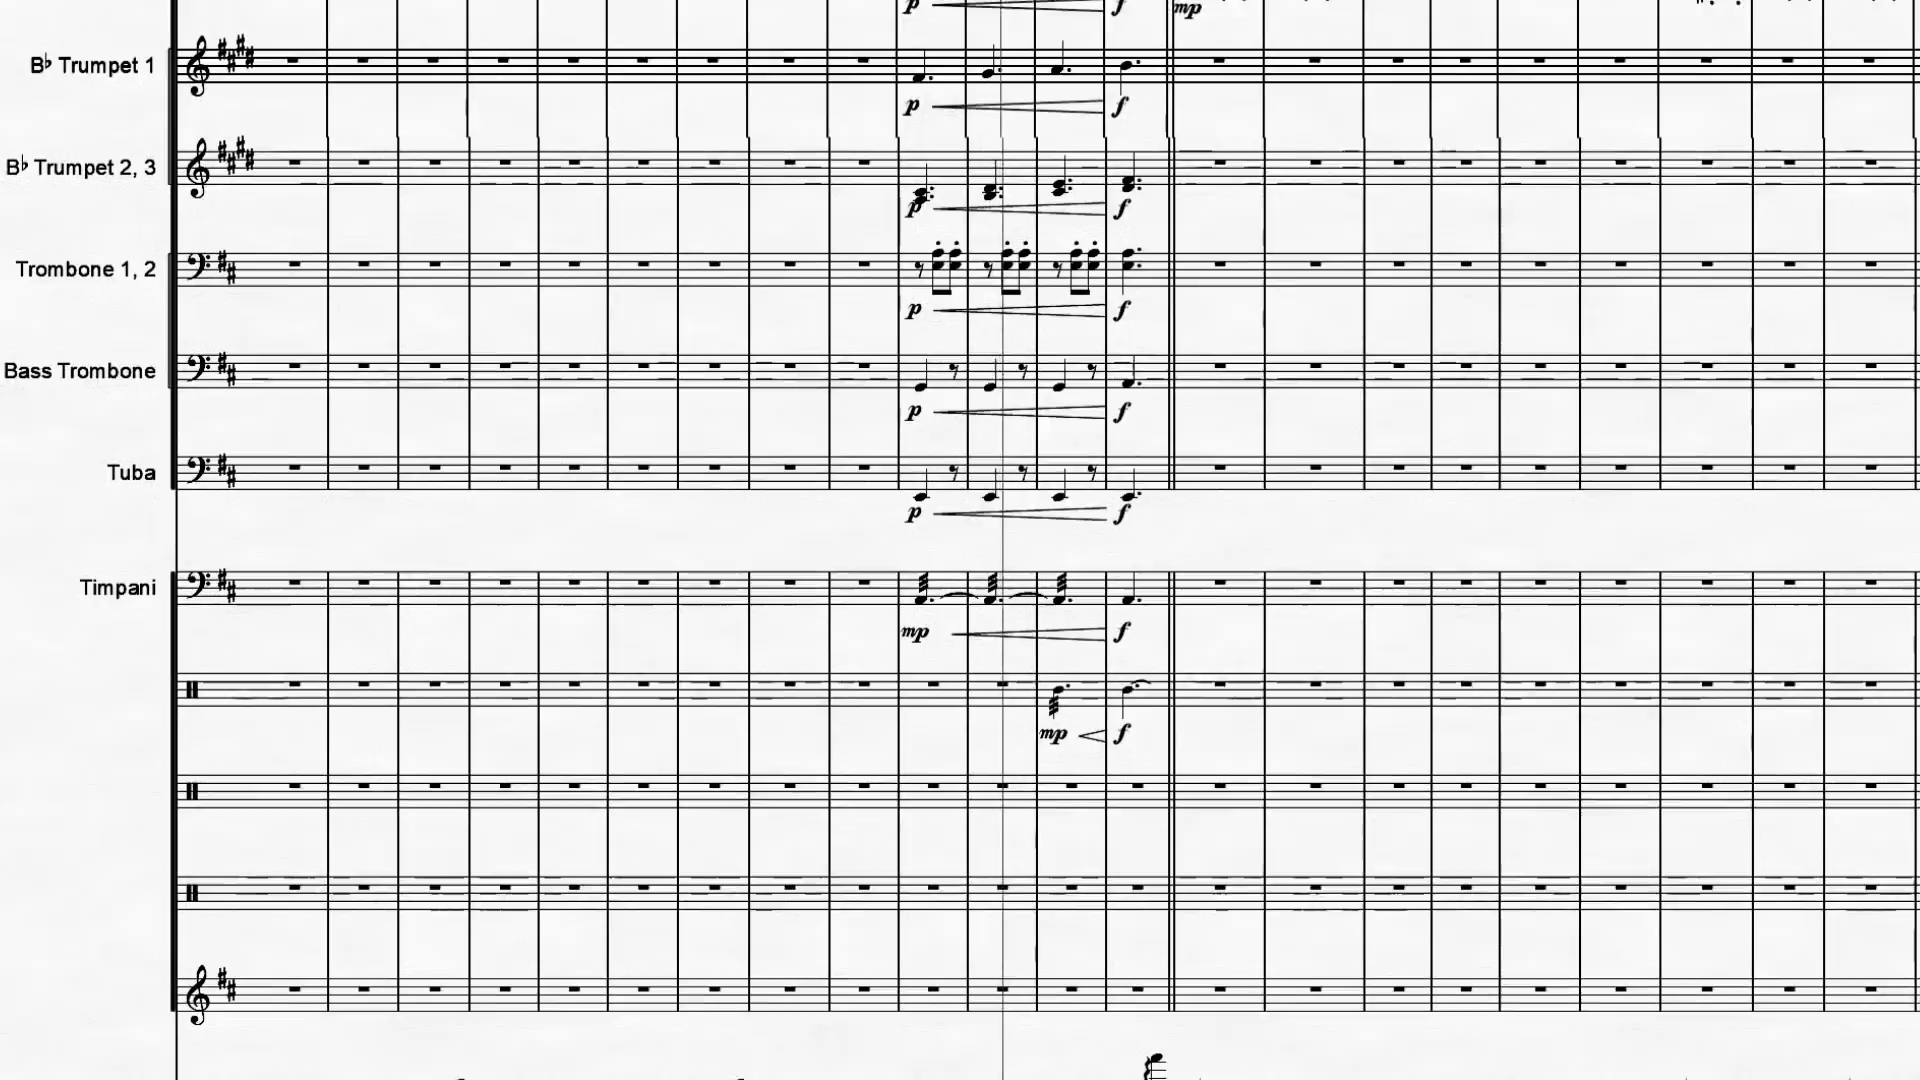 p f mp
B♭ Trumpet 1
p f
B♭ Trumpet 2, 3
p f
Trombone 1, 2
p f
Bass Trombone
p f
Tuba
p f
Timpani
mp f
mp f